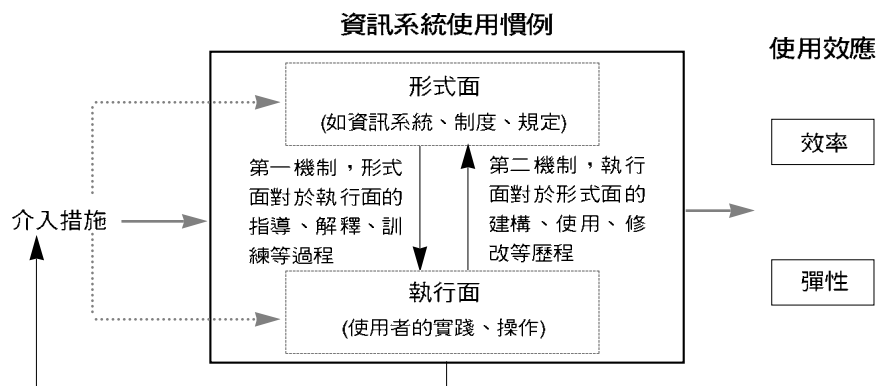 資訊系統使用慣例
使用效應
形式面
(如資訊系統、制度、規定)
效率
第一機制，形式
面對於執行面的
指導、解釋、訓
練等過程
第二機制，執行
面對於形式面的
建構、使用、修
改等歷程
介入措施
執行面
(使用者的實踐、操作)
彈性